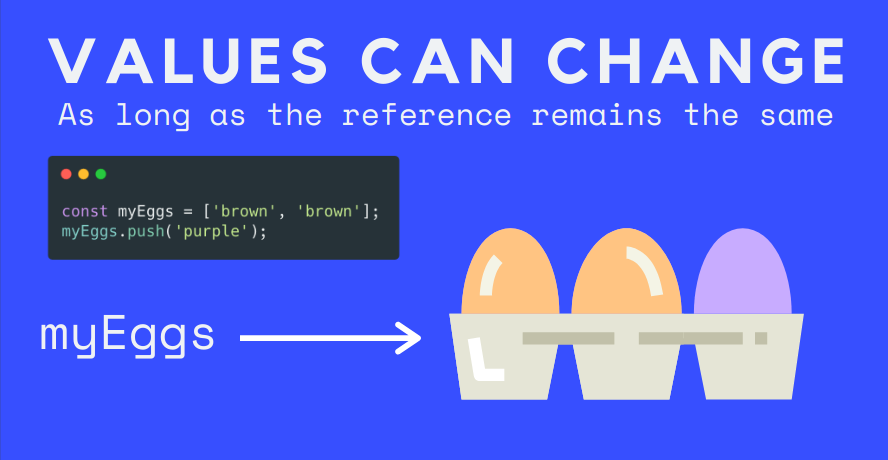 VALUES CAN CHANGE
As long as the reference remains the same
const myEggs = ['brown', 'brown'];
myEggs.push('purple');
myEggs